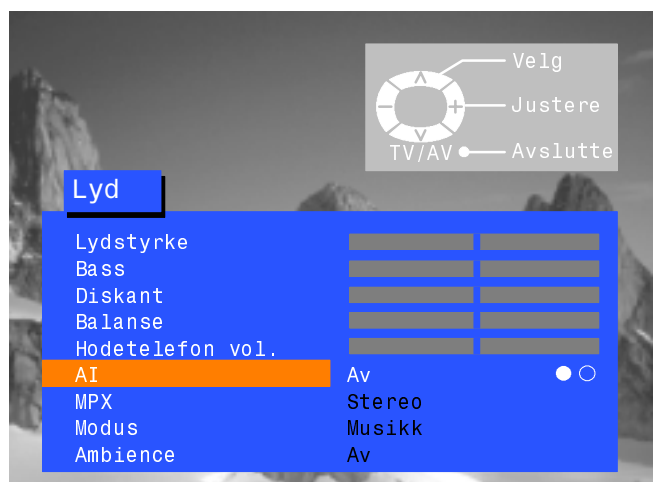 Velg
Justere
TV/AV Avslutte
Lyd
Lydstyrke
Bass
Diskant
Balanse
Hodetelefon vol.
AI Av
MPX Stereo
Modus Musikk
Ambience Av